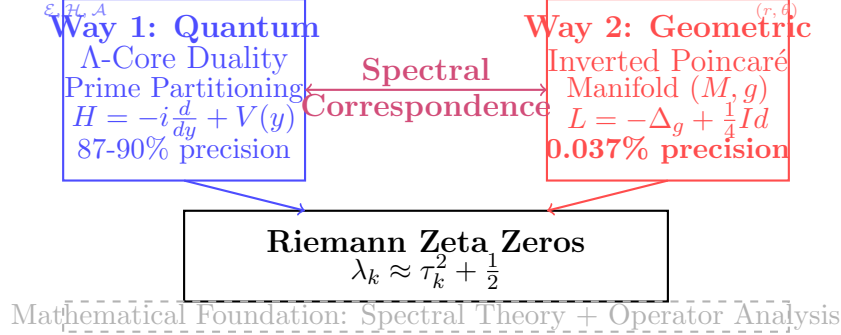 ℰ, ℋ, 𝒜
Way 1: Quantum
Λ-Core Duality
Prime Partitioning
H = −i d/dy + V(y)
87-90% precision
Spectral
Correspondence
(r, θ)
Way 2: Geometric
Inverted Poincaré
Manifold (M, g)
L = −Δ_g + 1/4 Id
0.037% precision
Riemann Zeta Zeros
λ_k ≈ τ_k^2 + 1/2
Mathematical Foundation: Spectral Theory + Operator Analysis